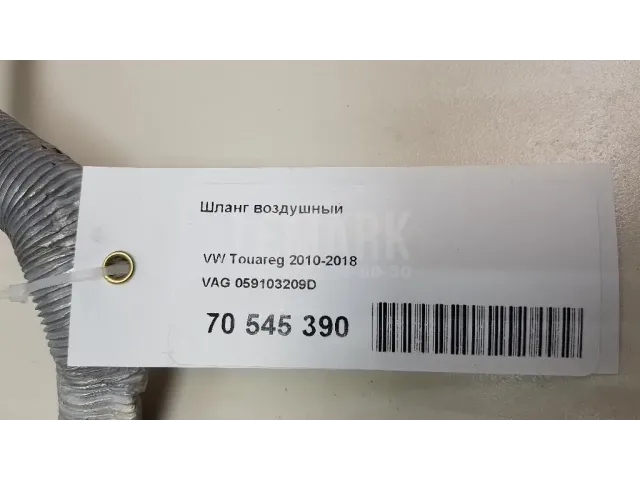 Шланг воздушный
VW Touareg 2010-2018
VAG 059103209D
70 545 390